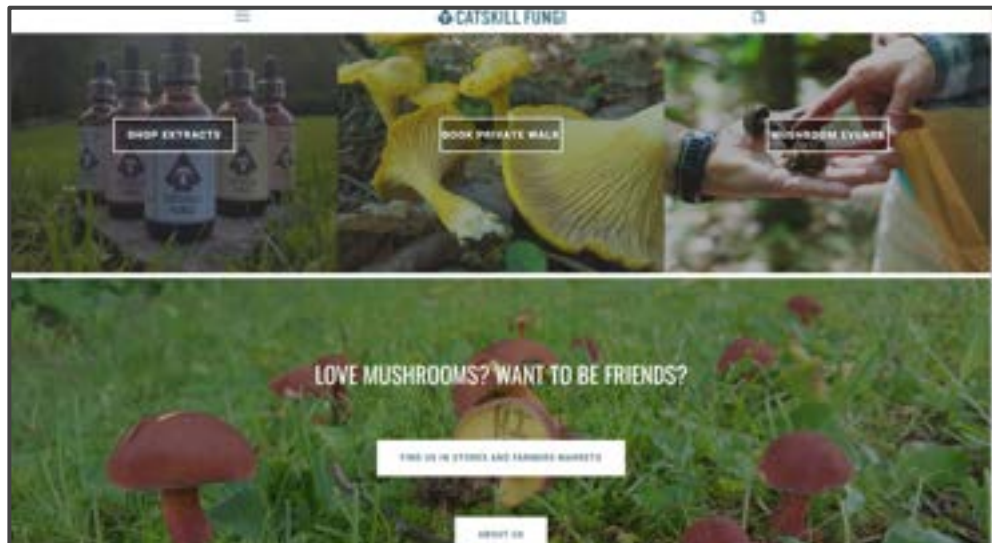 CATSKILL FUNGI
SHOP EXTRACTS
BOOK PRIVATE WALK
MUSHROOM EVENTS
LOVE MUSHROOMS? WANT TO BE FRIENDS?
FIND US IN STORES AND FARMERS MARKETS
ABOUT US